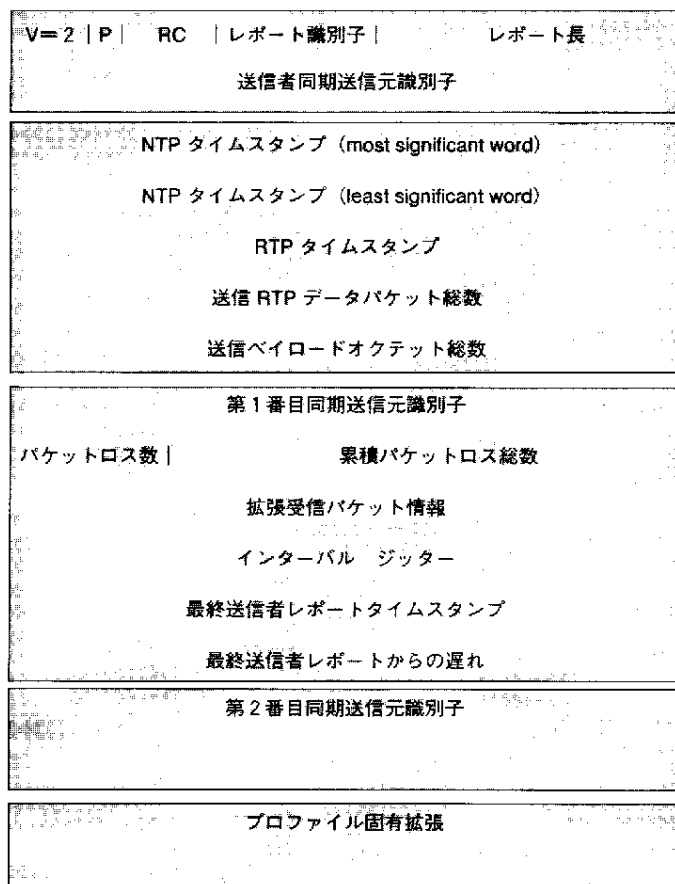 V=2 | P | RC | レポート識別子 | レポート長
送信者同期送信元識別子
NTP タイムスタンプ (most significant word)
NTP タイムスタンプ (least significant word)
RTP タイムスタンプ
送信 RTP データパケット総数
送信ペイロードオクテット総数
第1番目同期送信元識別子
パケットロス数 | 累積パケットロス総数
拡張受信パケット情報
インターバル ジッター
最終送信者レポートタイムスタンプ
最終送信者レポートからの遅れ
第2番目同期送信元識別子
プロファイル固有拡張